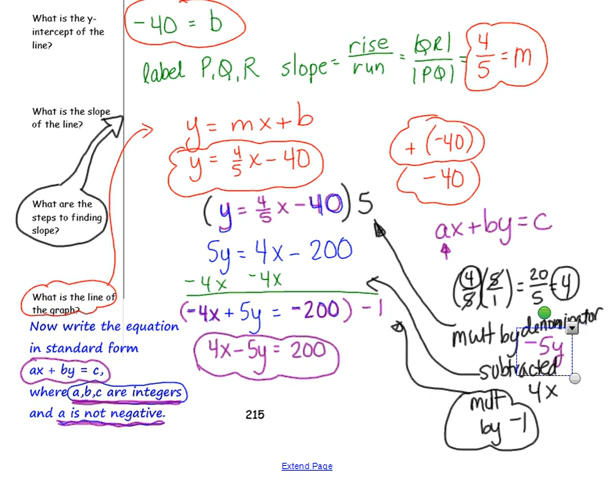 What is the y-
intercept of the
line?
-40 = b
label P,Q,R slope = rise/run = |QR|/|PQ| = 4/5 = m
What is the slope
of the line?
y = mx + b
y = 4/5 x - 40
+ (-40)
-40
What are the
steps to finding
slope?
(y = 4/5 x - 40) 5
ax + by = c
5y = 4x - 200
-4x -4x
(4/5)(5/1) = 20/5 = 4
What is the line of
the graph?
(-4x + 5y = -200) -1
4x - 5y = 200
Now write the equation
in standard form
ax + by = c,
where a,b,c are integers
and a is not negative.
mult by denominator
-5y
subtracted
4x
mult
by -1
215
Extend Page